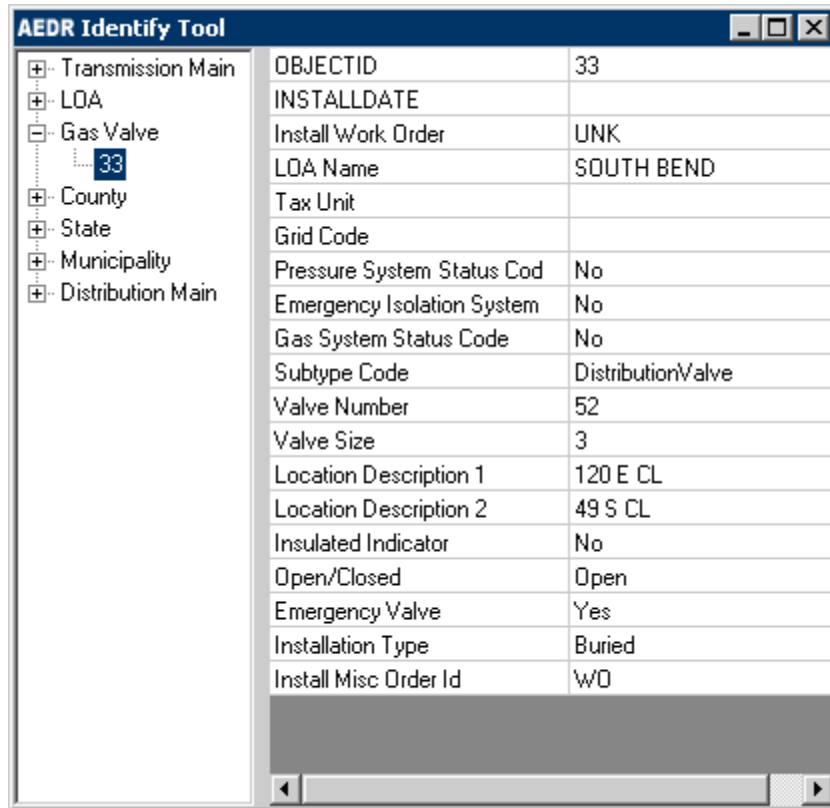 AEDR Identify Tool
Transmission Main
LOA
Gas Valve
33
County
State
Municipality
Distribution Main
OBJECTID 33
INSTALLDATE
Install Work Order UNK
LOA Name SOUTH BEND
Tax Unit
Grid Code
Pressure System Status Cod No
Emergency Isolation System No
Gas System Status Code No
Subtype Code DistributionValve
Valve Number 52
Valve Size 3
Location Description 1 120 E CL
Location Description 2 49 S CL
Insulated Indicator No
Open/Closed Open
Emergency Valve Yes
Installation Type Buried
Install Misc Order Id WO